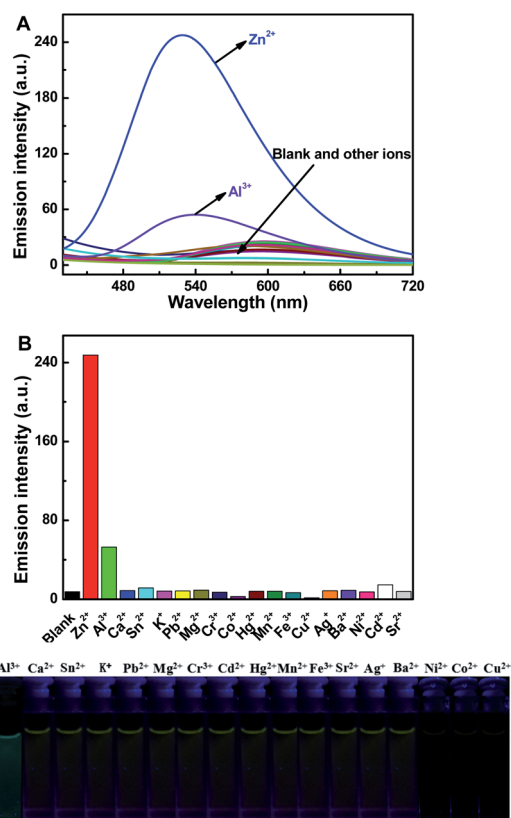 A
240
180
120
60
0
Emission intensity (a.u.)
Zn²⁺
Al³⁺
Blank and other ions
480 540 600 660 720
Wavelength (nm)
B
240
160
80
0
Emission intensity (a.u.)
Blank Zn²⁺ Al³⁺ Ca²⁺ Sn²⁺ K⁺ Pb²⁺ Mg²⁺ Cr³⁺ Co²⁺ Hg²⁺ Mn²⁺ Fe³⁺ Cu²⁺ Ag⁺ Ba²⁺ Ni²⁺ Cd²⁺ Sr²⁺
Al³⁺ Ca²⁺ Sn²⁺ K⁺ Pb²⁺ Mg²⁺ Cr³⁺ Cd²⁺ Hg²⁺ Mn²⁺ Fe³⁺ Sr²⁺ Ag⁺ Ba²⁺ Ni²⁺ Co²⁺ Cu²⁺